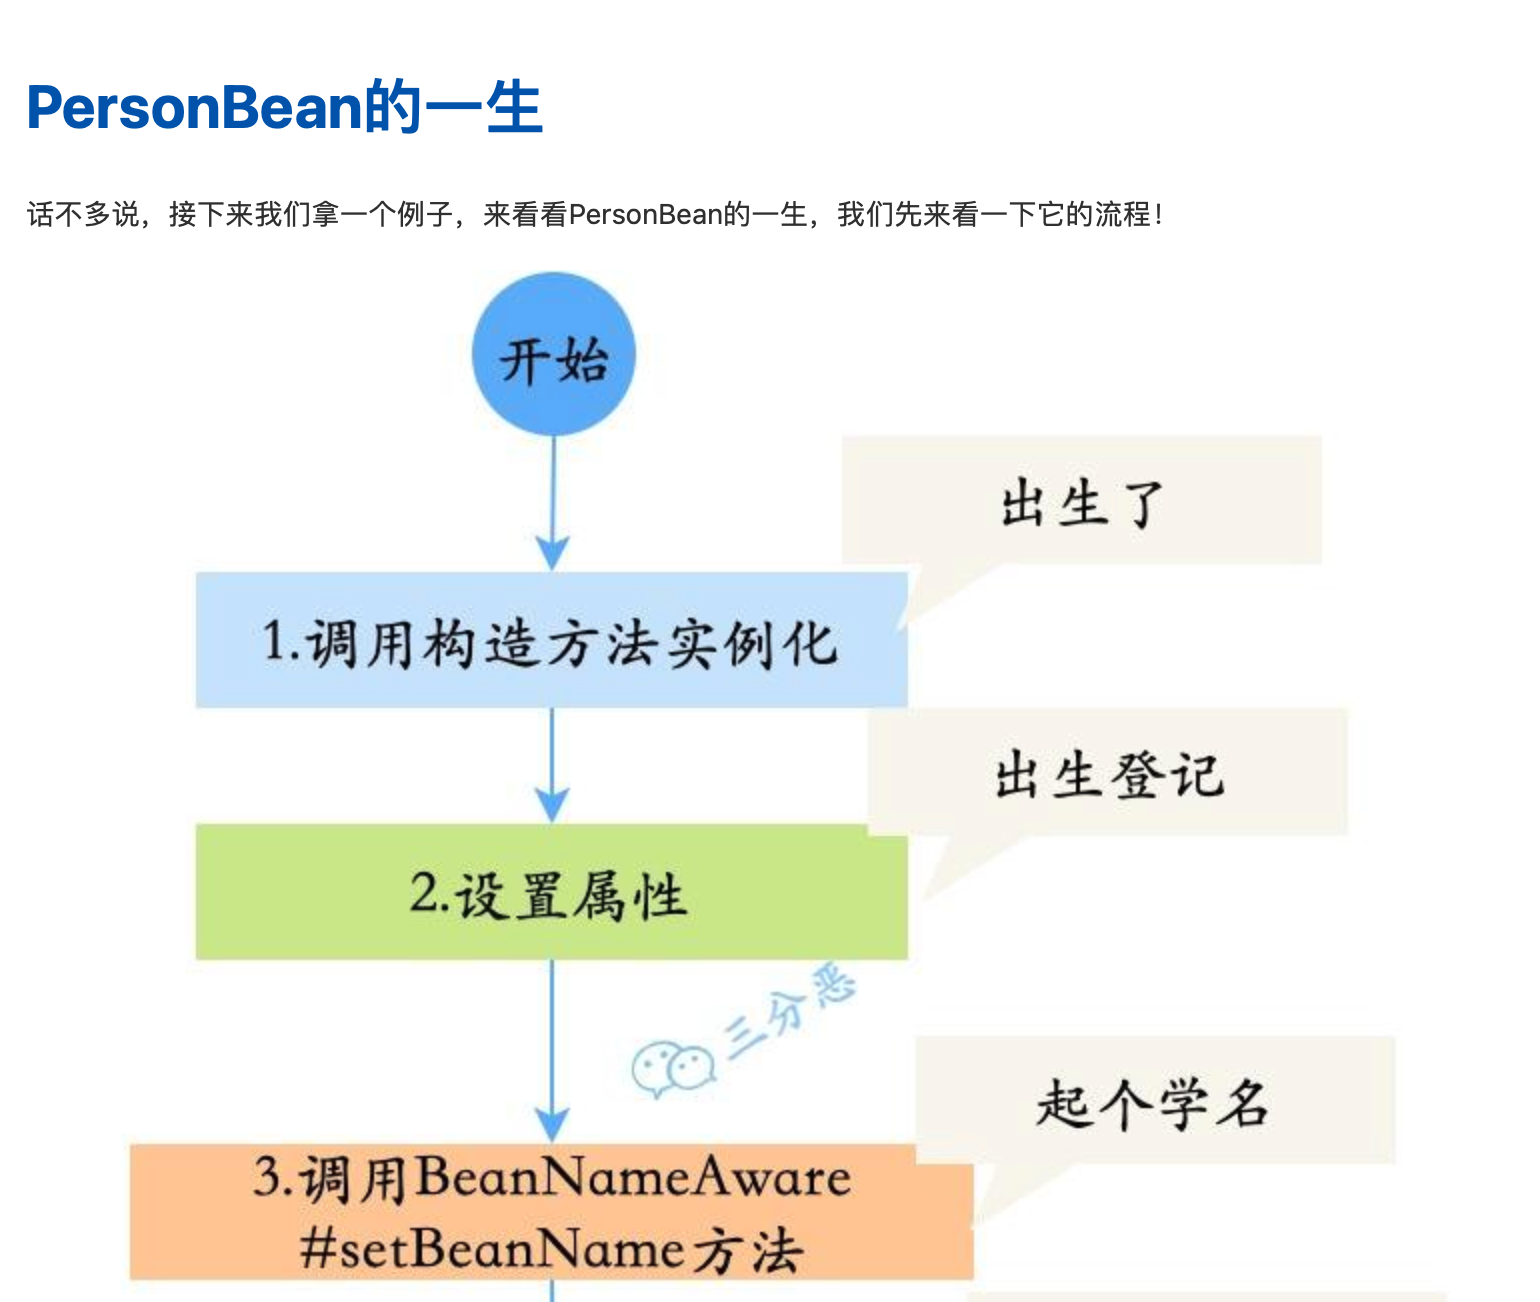 PersonBean的一生
话不多说，接下来我们拿一个例子，来看看PersonBean的一生，我们先来看一下它的流程！
开始
出生了
1.调用构造方法实例化
出生登记
2.设置属性
三分恶
起个学名
3.调用BeanNameAware
#setBeanName方法